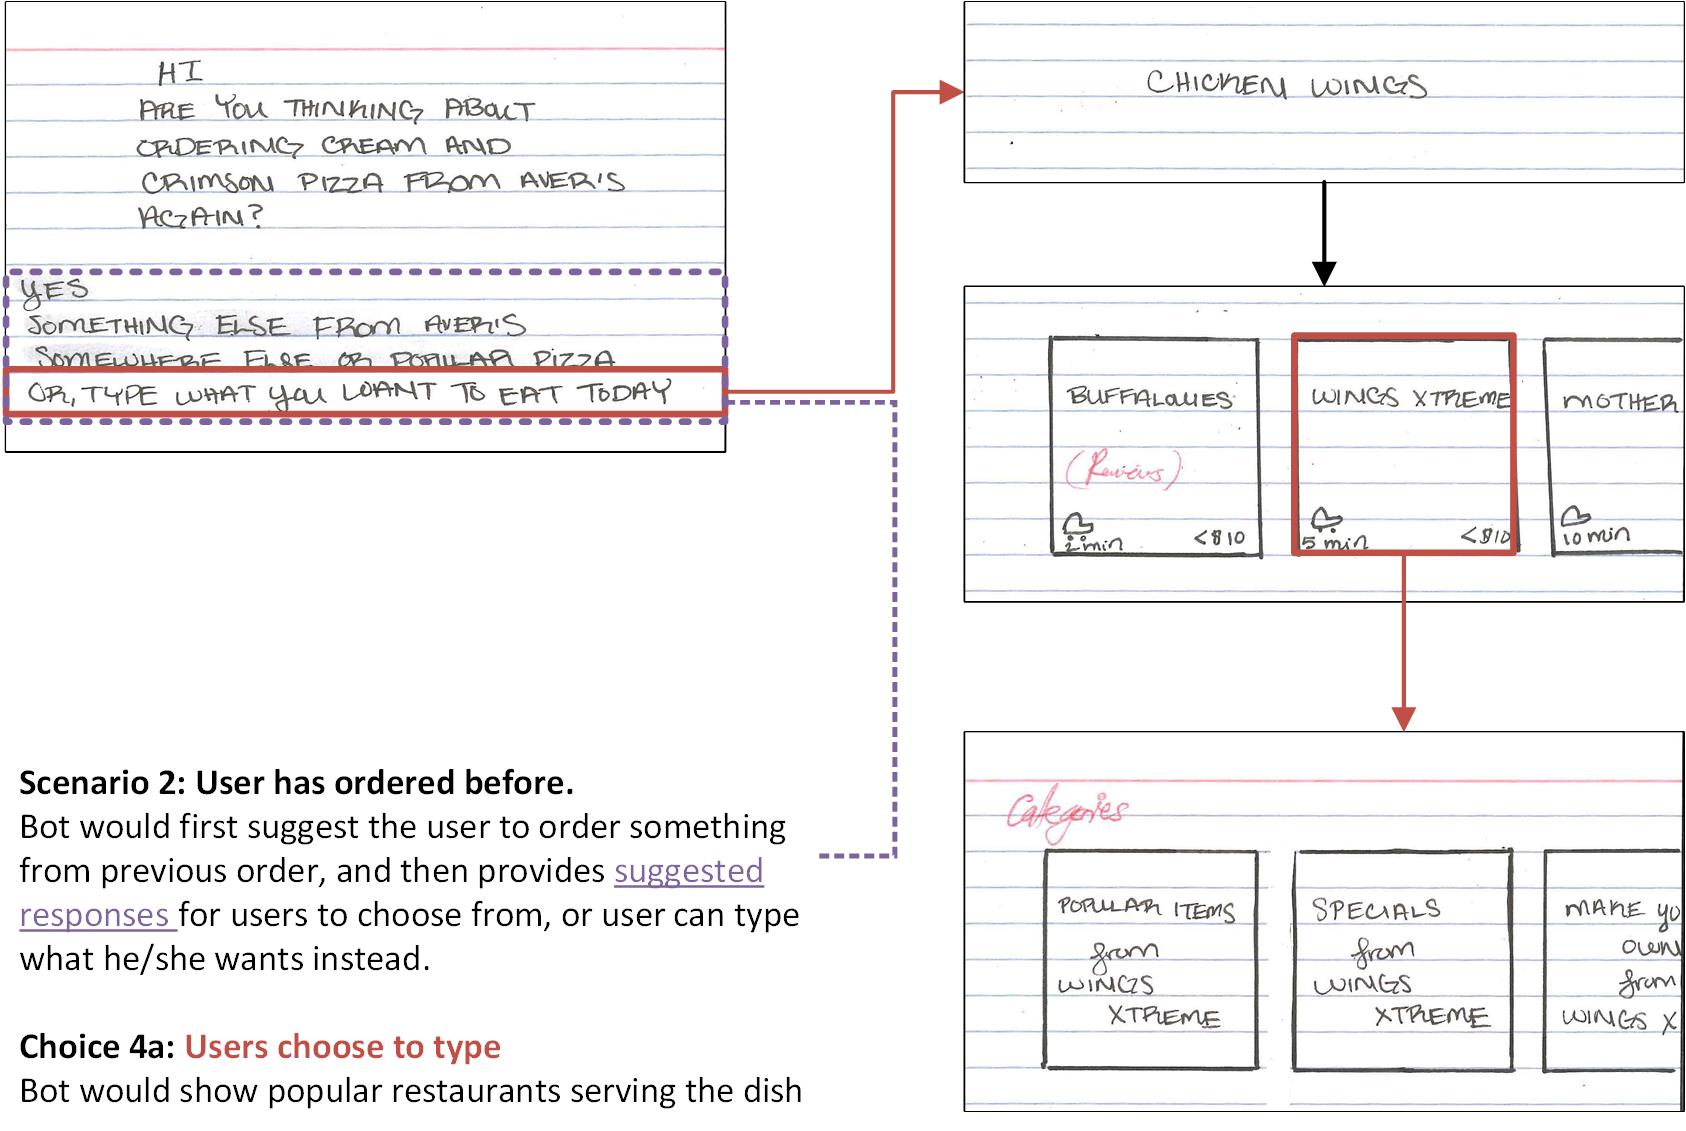 HI
ARE YOU THINKING ABOUT
ORDERING CREAM AND
CRIMSON PIZZA FROM AVER'S
AGAIN?
YES
SOMETHING ELSE FROM AVER'S
SOMEWHERE ELSE OR POPULAR PIZZA
OR, TYPE WHAT YOU WANT TO EAT TODAY
CHICKEN WINGS
BUFFALOUIES
(Reviews)
2 min <$10
WINGS XTREME
5 min <$10
MOTHER
10 min
Categories
POPULAR ITEMS
from
WINGS
XTREME
SPECIALS
from
WINGS
XTREME
MAKE YO
OWN
from
WINGS X
Scenario 2: User has ordered before.
Bot would first suggest the user to order something
from previous order, and then provides suggested
responses for users to choose from, or user can type
what he/she wants instead.
Choice 4a: Users choose to type
Bot would show popular restaurants serving the dish